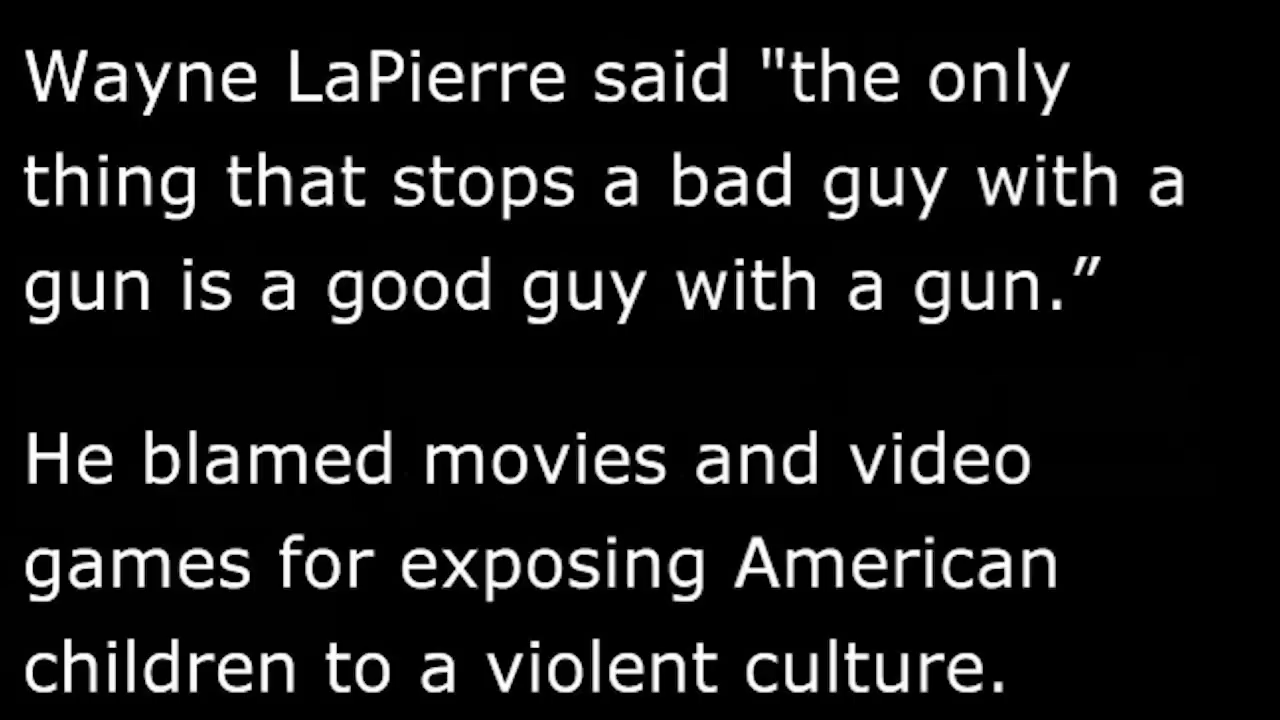 Wayne LaPierre said "the only
thing that stops a bad guy with a
gun is a good guy with a gun.”
He blamed movies and video
games for exposing American
children to a violent culture.